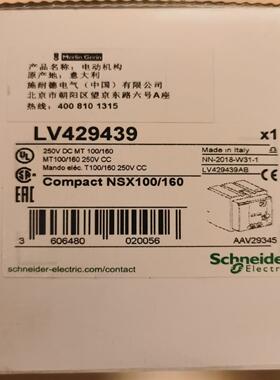 Merlin Gerin
产品名称：电动机构
原产地：意大利
施耐德电气（中国）有限公司
北京市朝阳区望京东路六号A座
热线：400 810 1315
LV429439
x1
250V DC MT 100/160
MT100/160 250V CC
Mando eléc. T100/160 250V CC
Made in Italy
NN-2018-W31-1
LV429439AB
Compact NSX100/160
3 606480 020056
AAV29345
schneider-electric.com/contact
Schneide
Electr